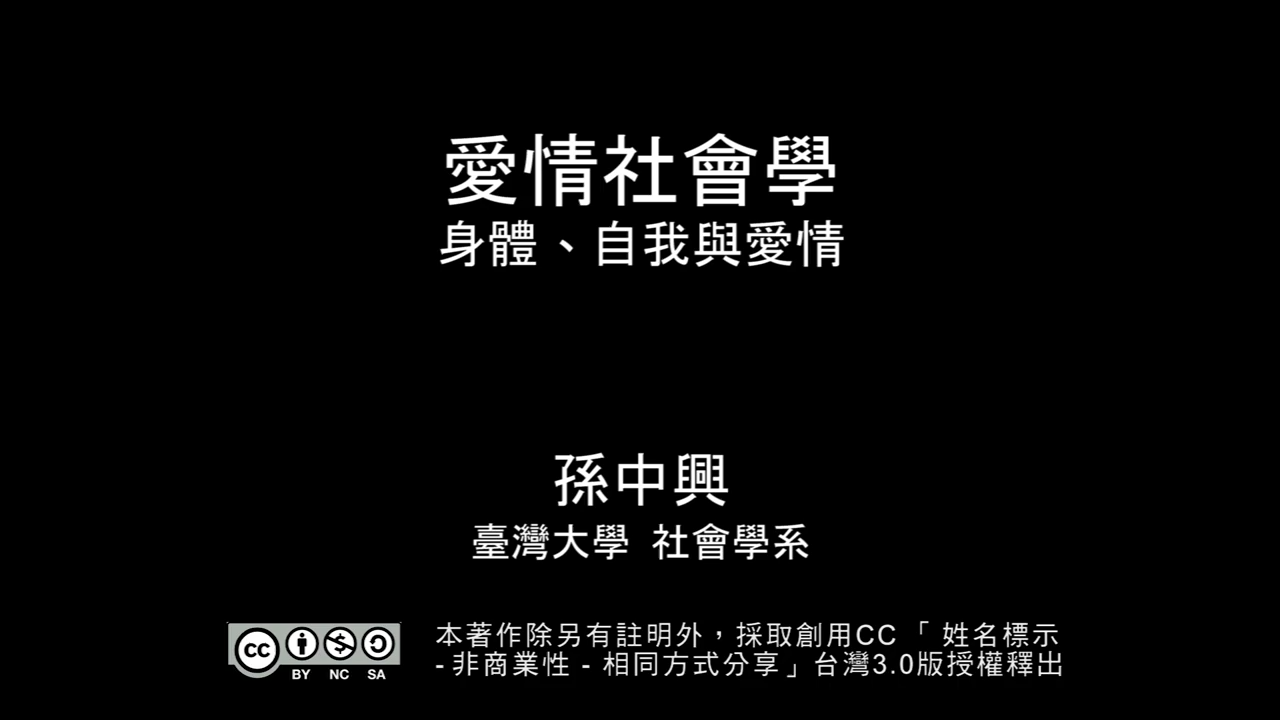 愛情社會學
身體、自我與愛情
孫中興
臺灣大學 社會學系
本著作除另有註明外，採取創用CC「姓名標示
- 非商業性 - 相同方式分享」台灣3.0版授權釋出
cc
BY NC SA